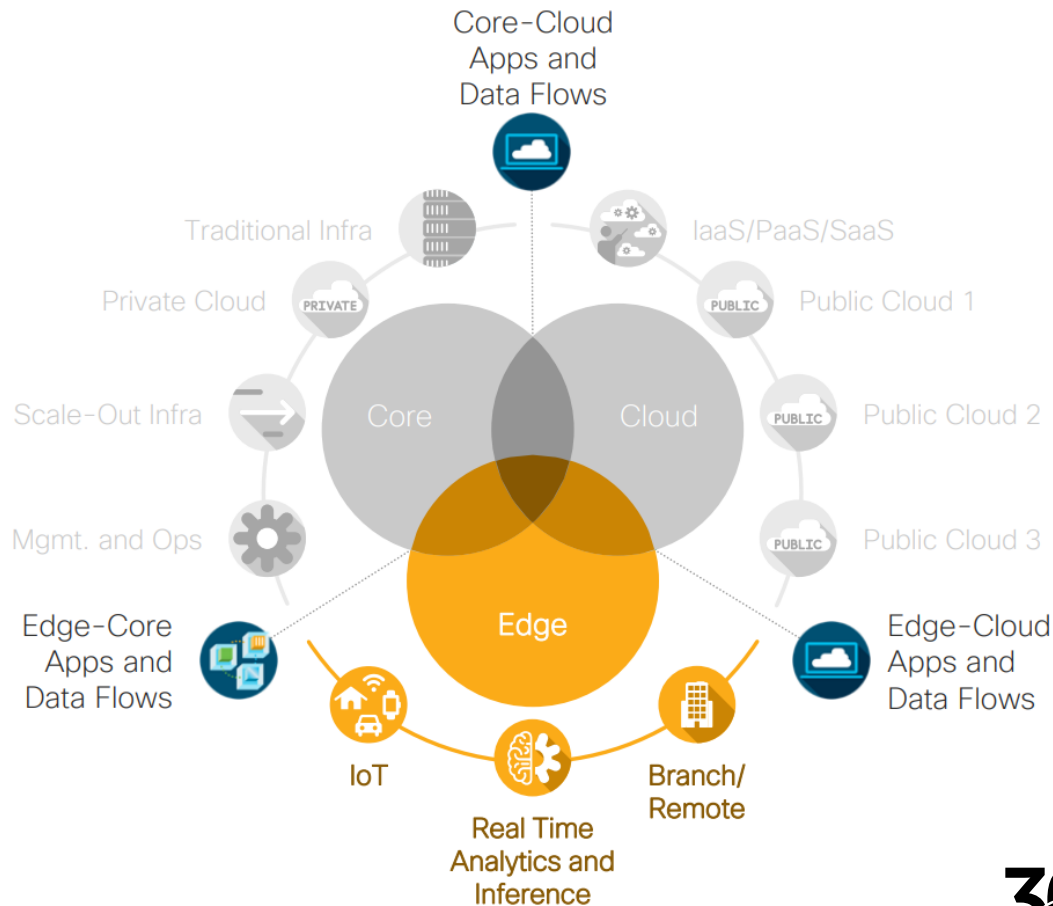 Core-Cloud
Apps and
Data Flows
Traditional Infra
IaaS/PaaS/SaaS
Private Cloud
PRIVATE
PUBLIC
Public Cloud 1
Scale-Out Infra
Core
Cloud
PUBLIC
Public Cloud 2
Mgmt. and Ops
PUBLIC
Public Cloud 3
Edge-Core
Apps and
Data Flows
Edge
Edge-Cloud
Apps and
Data Flows
IoT
Branch/
Remote
Real Time
Analytics and
Inference